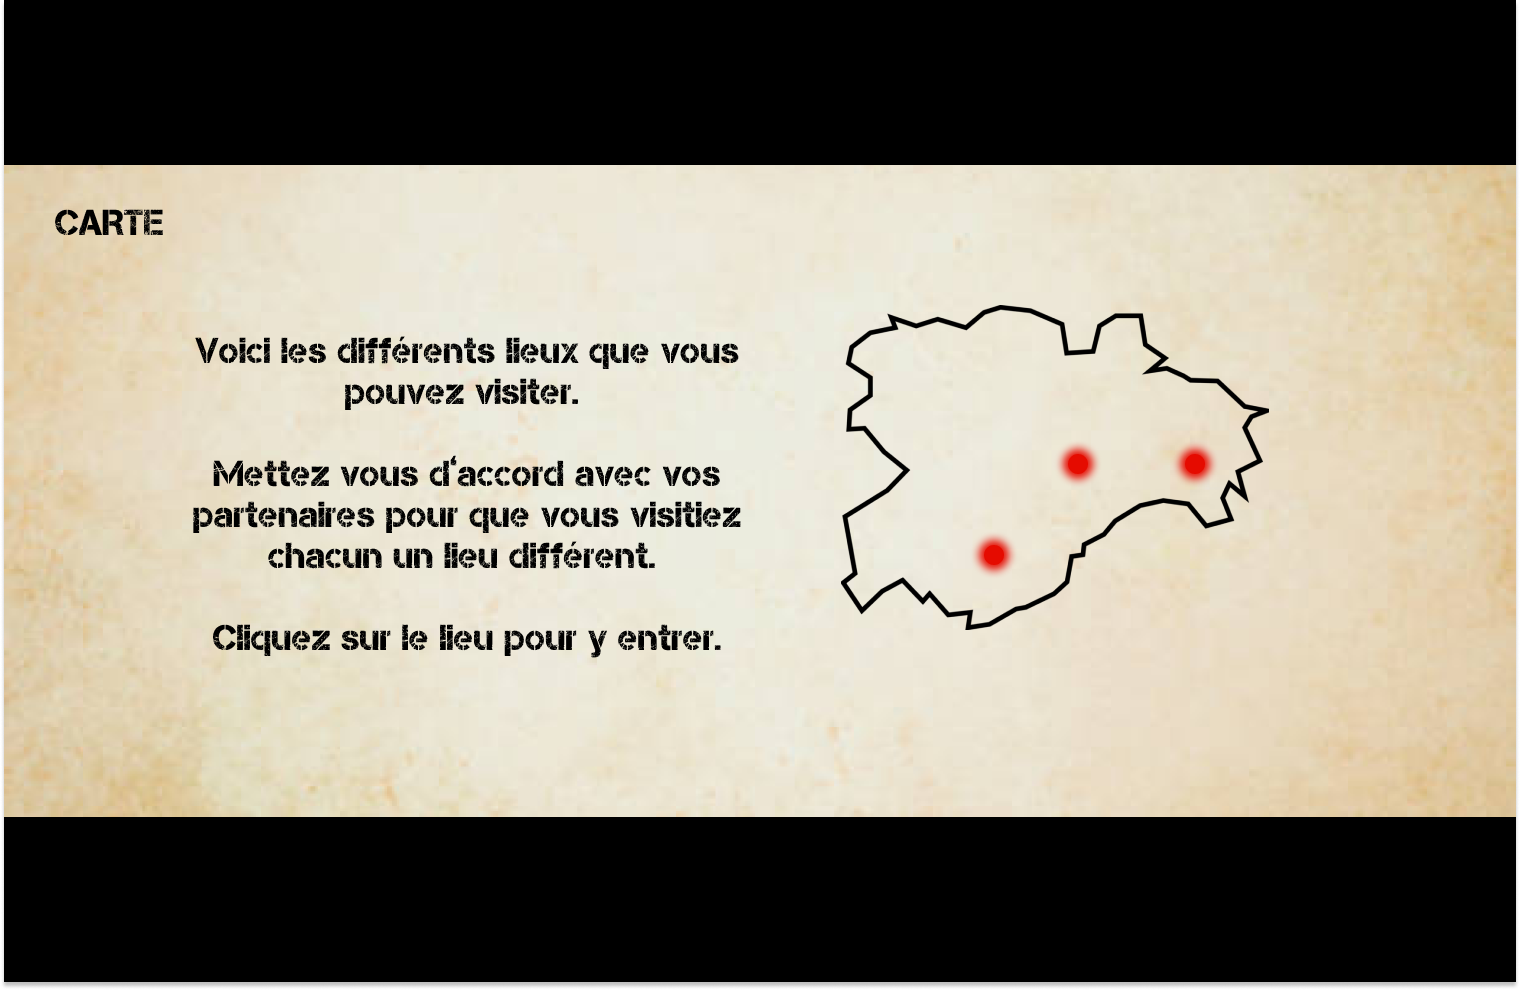 CARTE
Voici les différents lieux que vous
pouvez visiter.
Mettez vous d'accord avec vos
partenaires pour que vous visitiez
chacun un lieu différent.
Cliquez sur le lieu pour y entrer.